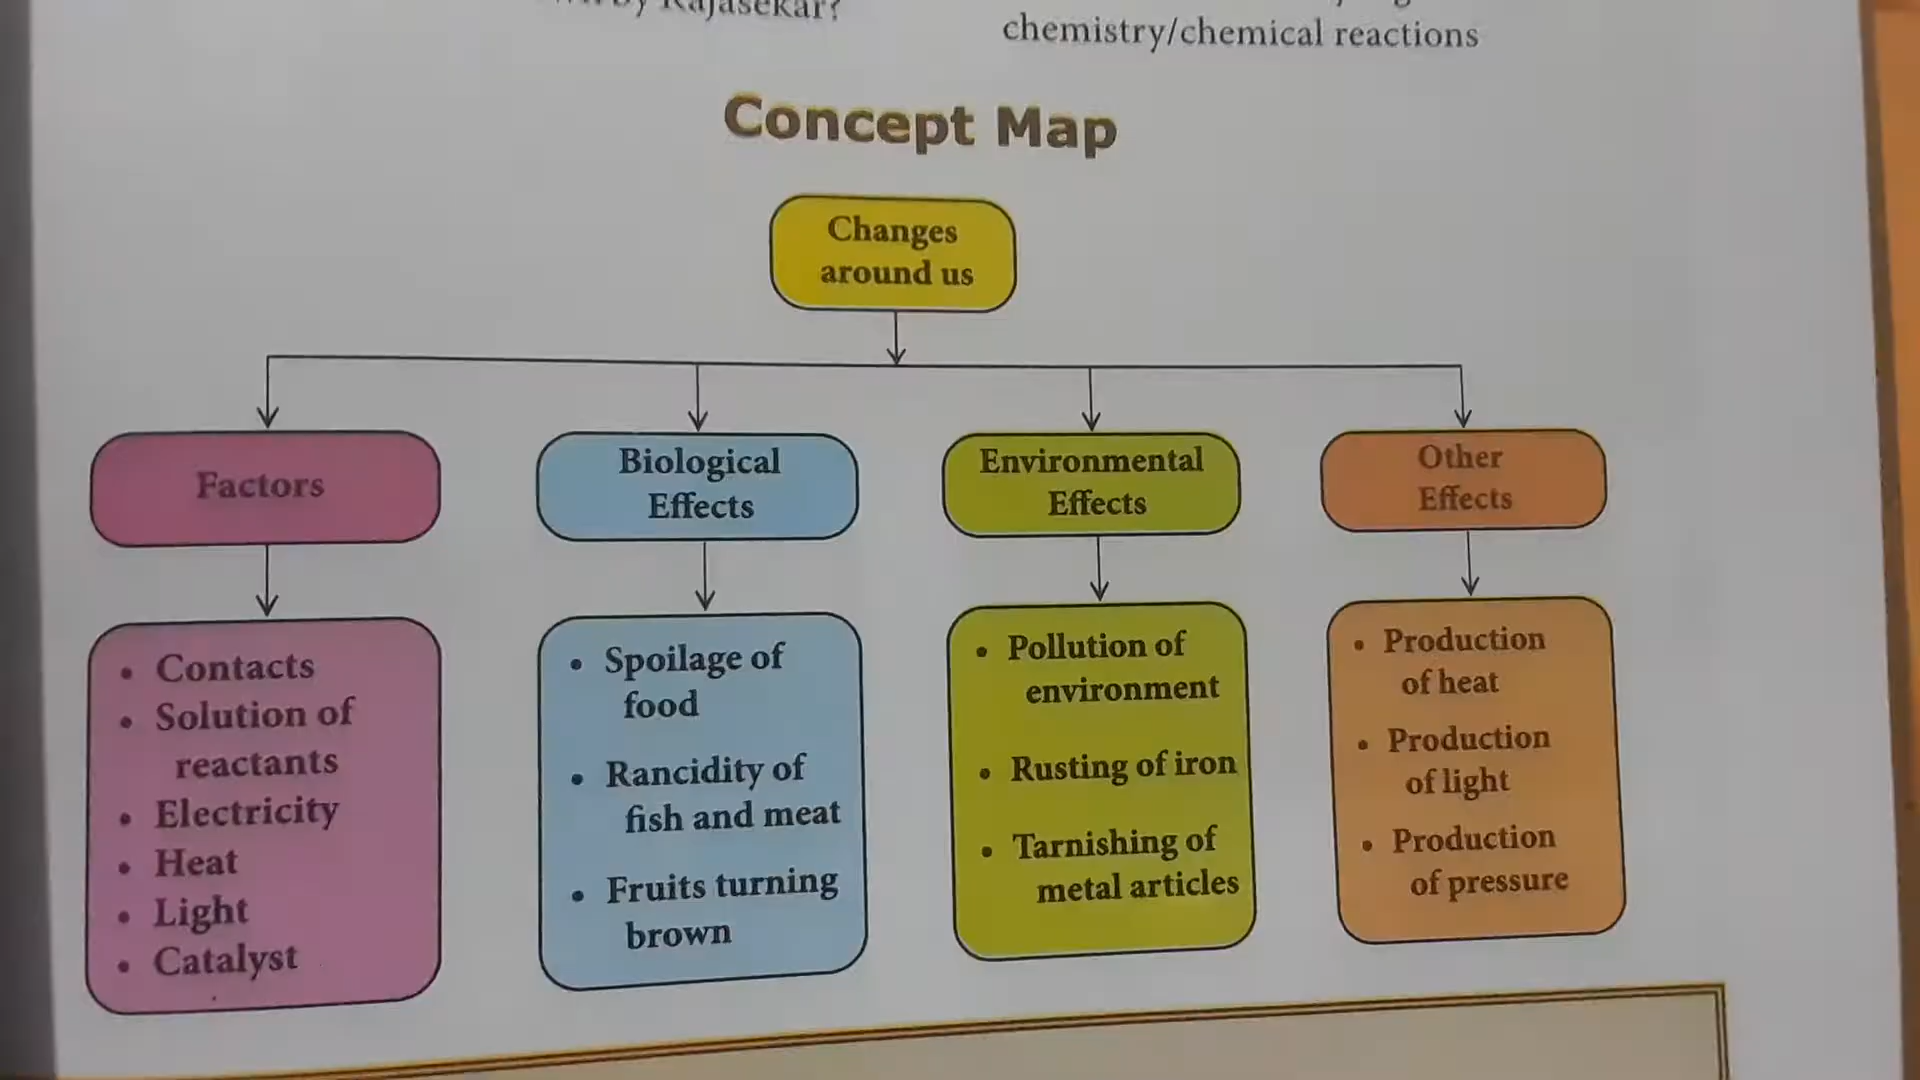 by Rajasekar?
chemistry/chemical reactions
Concept Map
Changes
around us
Factors
Biological
Effects
Environmental
Effects
Other
Effects
• Contacts
• Solution of
reactants
• Electricity
• Heat
• Light
• Catalyst
• Spoilage of
food
• Rancidity of
fish and meat
• Fruits turning
brown
• Pollution of
environment
• Rusting of iron
• Tarnishing of
metal articles
• Production
of heat
• Production
of light
• Production
of pressure